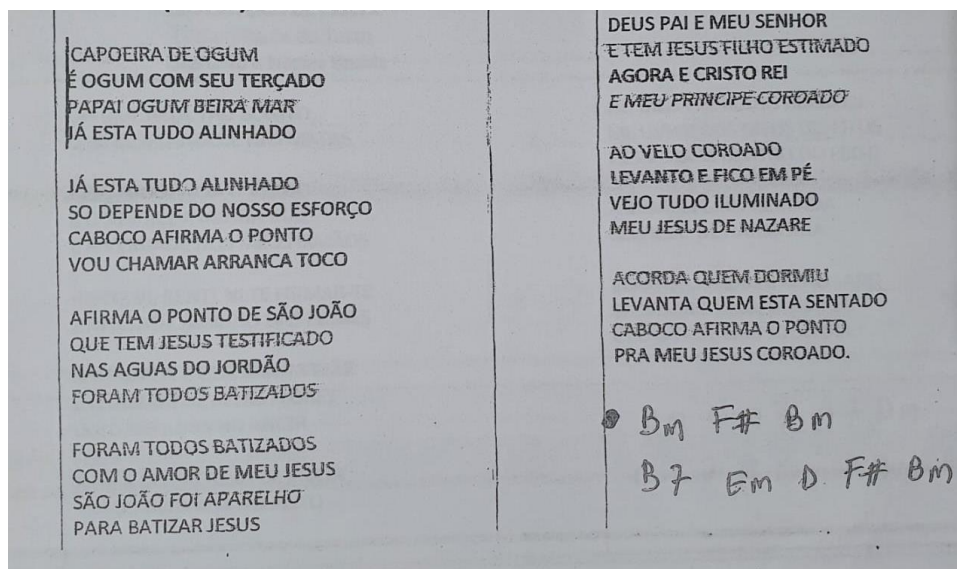 CAPOEIRA DE OGUM
É OGUM COM SEU TERÇADO
PAPAI OGUM BEIRA MAR
JÁ ESTA TUDO ALINHADO
JÁ ESTA TUDO ALINHADO
SO DEPENDE DO NOSSO ESFORÇO
CABOCO AFIRMA O PONTO
VOU CHAMAR ARRANCA TOCO
AFIRMA O PONTO DE SÃO JOÃO
QUE TEM JESUS TESTIFICADO
NAS AGUAS DO JORDÃO
FORAM TODOS BATIZADOS
FORAM TODOS BATIZADOS
COM O AMOR DE MEU JESUS
SÃO JOÃO FOI APARELHO
PARA BATIZAR JESUS
DEUS PAI E MEU SENHOR
E TEM JESUS FILHO ESTIMADO
AGORA E CRISTO REI
E MEU PRINCIPE COROADO
AO VELO COROADO
LEVANTO E FICO EM PÉ
VEJO TUDO ILUMINADO
MEU JESUS DE NAZARE
ACORDA QUEM DORMIU
LEVANTA QUEM ESTA SENTADO
CABOCO AFIRMA O PONTO
PRA MEU JESUS COROADO.
Bm F# Bm
B7 Em D F# Bm